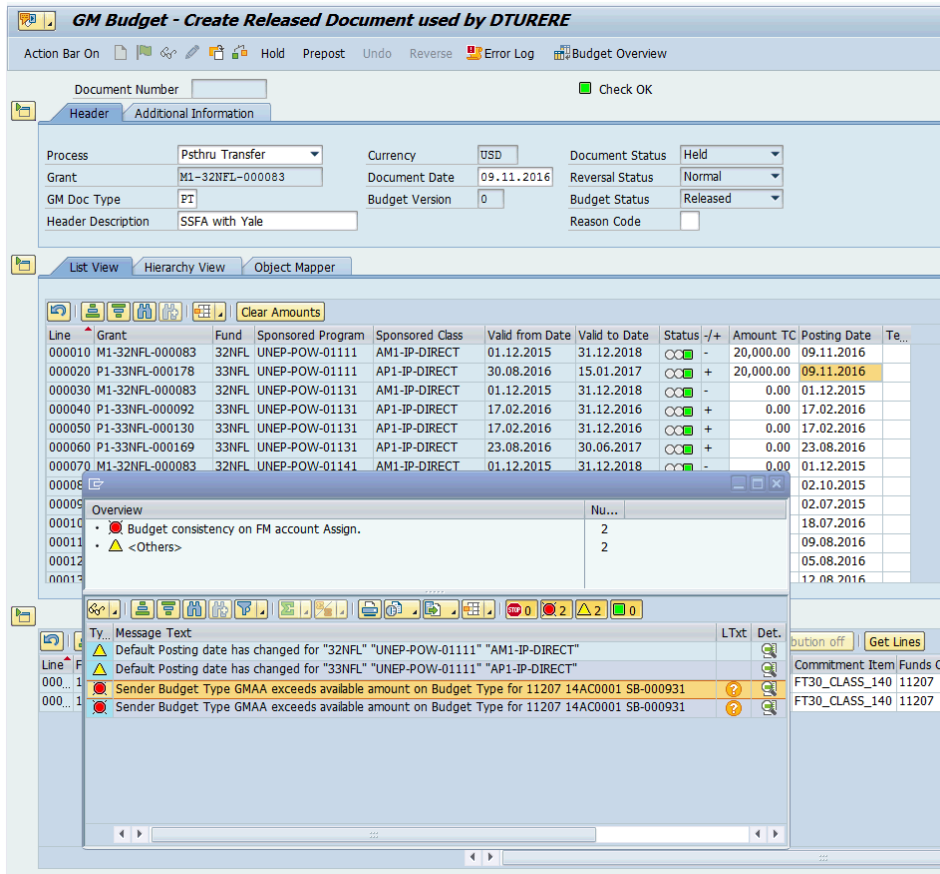 GM Budget - Create Released Document used by DTURERE
Action Bar On Hold Prepost Undo Reverse Error Log Budget Overview
Document Number Check OK
Header Additional Information
Process Psthru Transfer Currency USD Document Status Held
Grant M1-32NFL-000083 Document Date 09.11.2016 Reversal Status Normal
GM Doc Type PT Budget Version 0 Budget Status Released
Header Description SSFA with Yale Reason Code
List View Hierarchy View Object Mapper
Clear Amounts
Line Grant Fund Sponsored Program Sponsored Class Valid from Date Valid to Date Status -/+ Amount TC Posting Date Te...
000010 M1-32NFL-000083 32NFL UNEP-POW-01111 AM1-IP-DIRECT 01.12.2015 31.12.2018 - 20,000.00 09.11.2016
000020 P1-33NFL-000178 33NFL UNEP-POW-01111 AP1-IP-DIRECT 30.08.2016 15.01.2017 + 20,000.00 09.11.2016
000030 M1-32NFL-000083 32NFL UNEP-POW-01131 AM1-IP-DIRECT 01.12.2015 31.12.2018 - 0.00 01.12.2015
000040 P1-33NFL-000092 33NFL UNEP-POW-01131 AP1-IP-DIRECT 17.02.2016 31.12.2016 + 0.00 17.02.2016
000050 P1-33NFL-000130 33NFL UNEP-POW-01131 AP1-IP-DIRECT 17.02.2016 31.12.2016 + 0.00 17.02.2016
000060 P1-33NFL-000169 33NFL UNEP-POW-01131 AP1-IP-DIRECT 23.08.2016 30.06.2017 + 0.00 23.08.2016
000070 M1-32NFL-000083 32NFL UNEP-POW-01141 AM1-IP-DIRECT 01.12.2015 31.12.2018 - 0.00 01.12.2015
00008 02.10.2015
00009 02.07.2015
00010 18.07.2016
00011 09.08.2016
00012 05.08.2016
00013 12.08.2016
Overview Nu...
Budget consistency on FM account Assign. 2
<Others> 2
STOP 0 2 2 0
Ty... Message Text LTxt Det.
Default Posting date has changed for "32NFL" "UNEP-POW-01111" "AM1-IP-DIRECT"
Default Posting date has changed for "33NFL" "UNEP-POW-01111" "AP1-IP-DIRECT"
Sender Budget Type GMAA exceeds available amount on Budget Type for 11207 14AC0001 SB-000931
Sender Budget Type GMAA exceeds available amount on Budget Type for 11207 14AC0001 SB-000931
bution off Get Lines
Line F Commitment Item Funds C
000... 1 FT30_CLASS_140 11207
000... 1 FT30_CLASS_140 11207